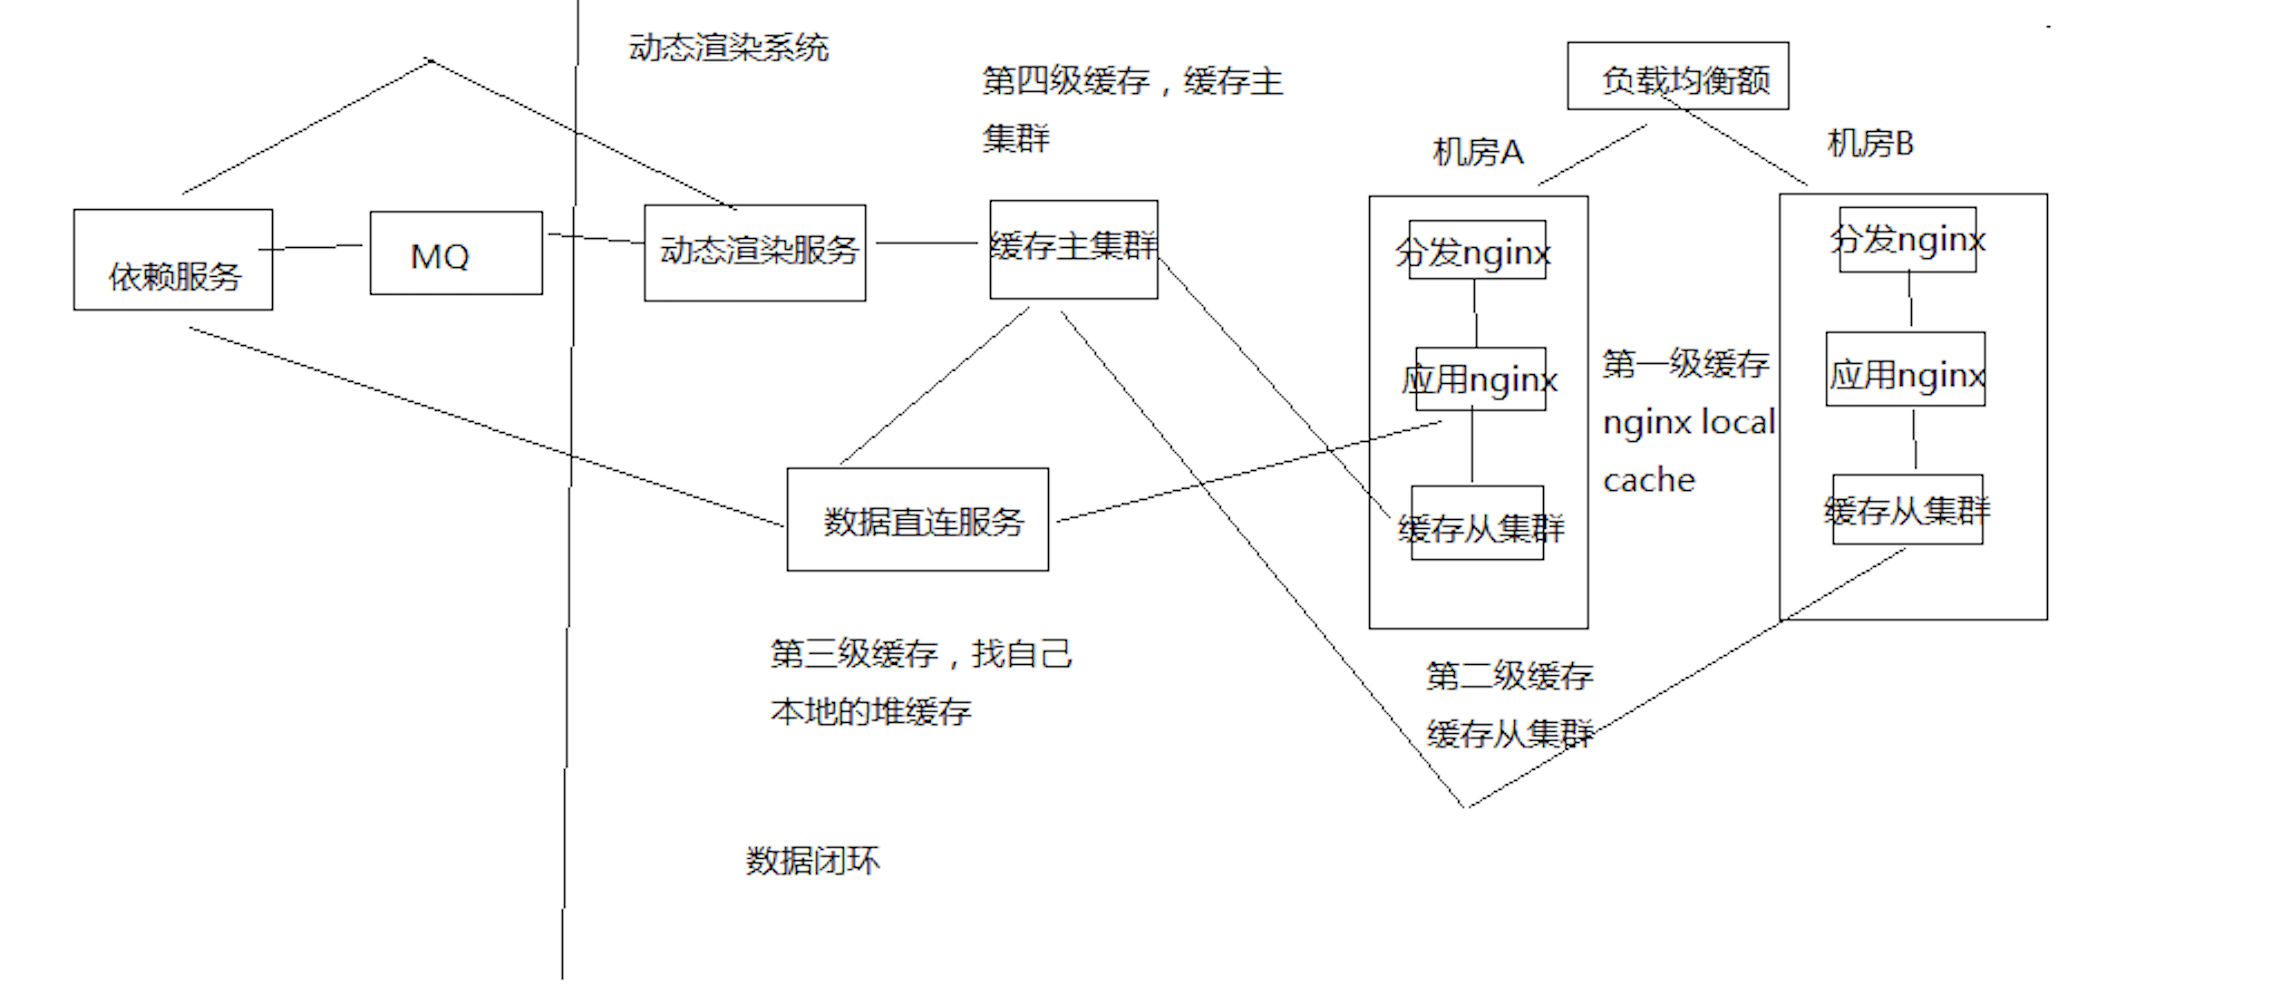 动态渲染系统
第四级缓存，缓存主
集群
负载均衡额
机房A
机房B
依赖服务
MQ
动态渲染服务
缓存主集群
分发nginx
应用nginx
缓存从集群
第一级缓存
nginx local
cache
分发nginx
应用nginx
缓存从集群
数据直连服务
第三级缓存，找自己
本地的堆缓存
第二级缓存
缓存从集群
数据闭环